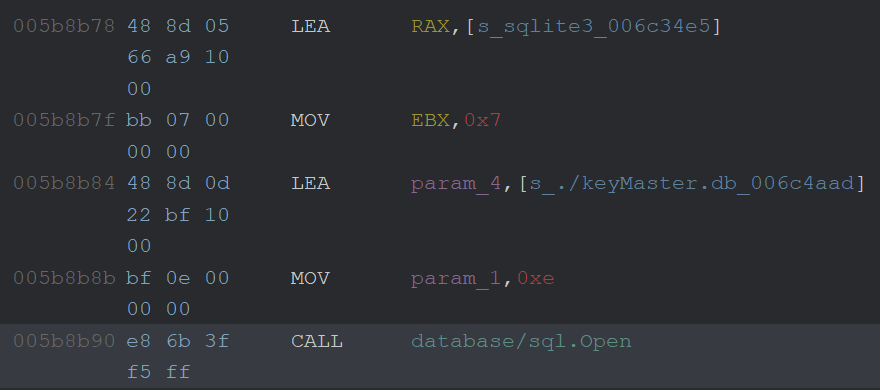 005b8b78 48 8d 05 LEA RAX,[s_sqlite3_006c34e5]
66 a9 10
00
005b8b7f bb 07 00 MOV EBX,0x7
00 00
005b8b84 48 8d 0d LEA param_4,[s_./keyMaster.db_006c4aad]
22 bf 10
00
005b8b8b bf 0e 00 MOV param_1,0xe
00 00
005b8b90 e8 6b 3f CALL database/sql.Open
f5 ff